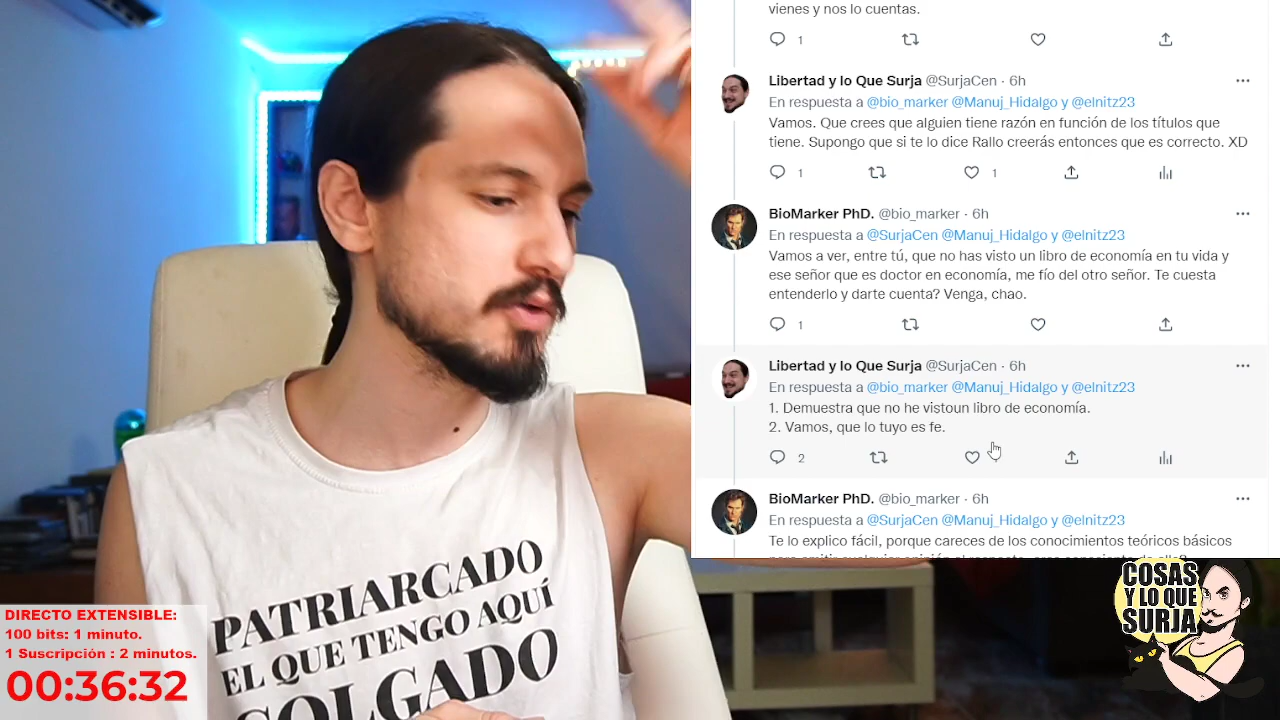 vienes y nos lo cuentas.
1
Libertad y lo Que Surja @SurjaCen · 6h
En respuesta a @bio_marker @Manuj_Hidalgo y @elnitz23
Vamos. Que crees que alguien tiene razón en función de los títulos que
tiene. Supongo que si te lo dice Rallo creerás entonces que es correcto. XD
1 1
BioMarker PhD. @bio_marker · 6h
En respuesta a @SurjaCen @Manuj_Hidalgo y @elnitz23
Vamos a ver, entre tú, que no has visto un libro de economía en tu vida y
ese señor que es doctor en economía, me fío del otro señor. Te cuesta
entenderlo y darte cuenta? Venga, chao.
1
Libertad y lo Que Surja @SurjaCen · 6h
En respuesta a @bio_marker @Manuj_Hidalgo y @elnitz23
1. Demuestra que no he vistoun libro de economía.
2. Vamos, que lo tuyo es fe.
2
BioMarker PhD. @bio_marker · 6h
En respuesta a @SurjaCen @Manuj_Hidalgo y @elnitz23
Te lo explico fácil, porque careces de los conocimientos teóricos básicos
PATRIARCADO
EL QUE TENGO AQUÍ
COLGADO
DIRECTO EXTENSIBLE:
100 bits: 1 minuto.
1 Suscripción : 2 minutos.
00:36:32
COSAS
Y LO QUE
SURJA